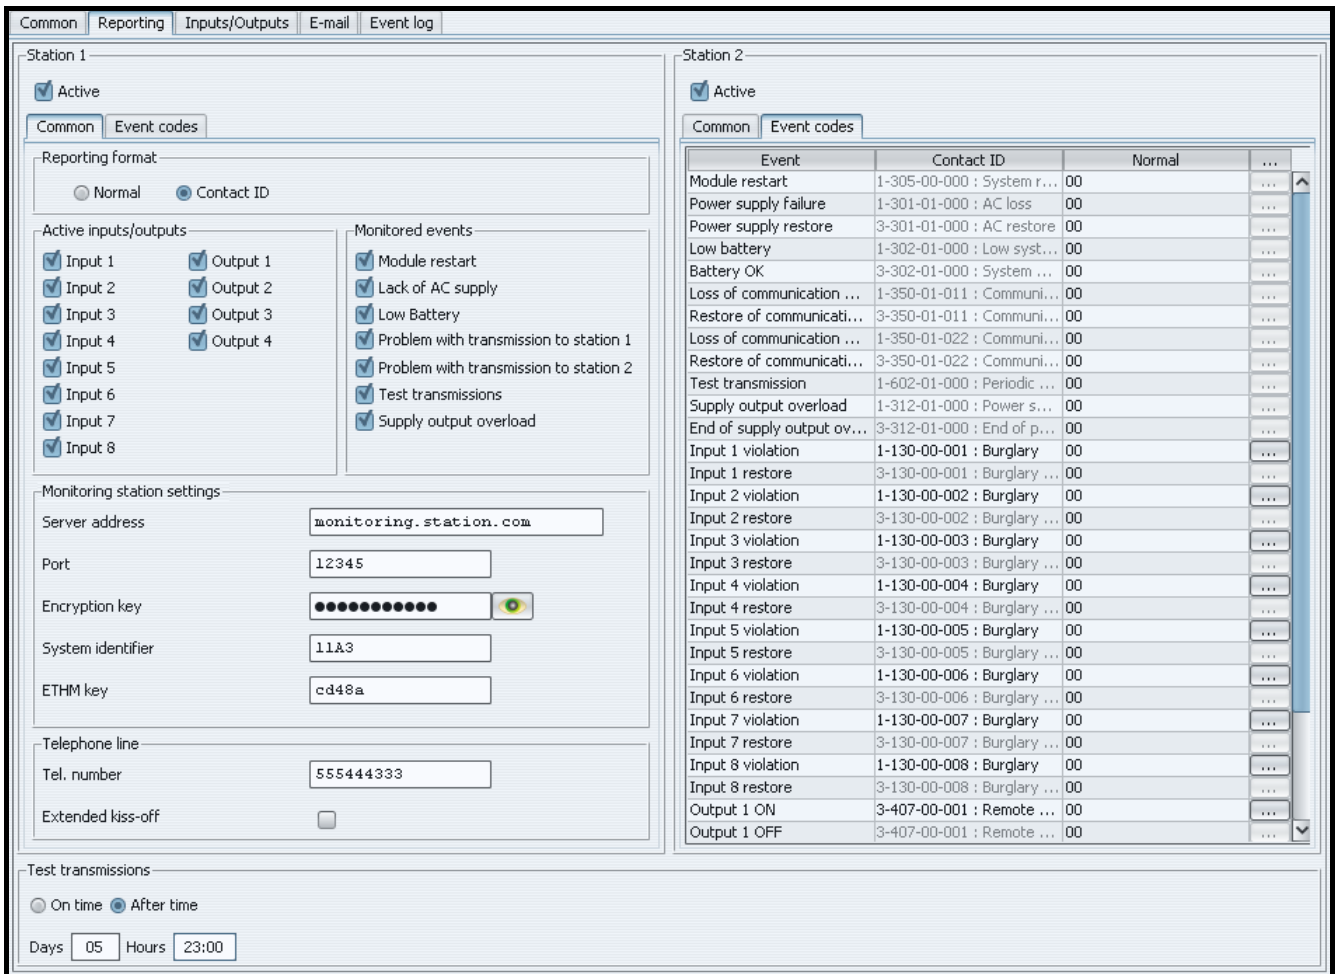 Common Reporting Inputs/Outputs E-mail Event log
Station 1
Active
Common Event codes
Reporting format
Normal Contact ID
Active inputs/outputs
Input 1 Output 1
Input 2 Output 2
Input 3 Output 3
Input 4 Output 4
Input 5
Input 6
Input 7
Input 8
Monitored events
Module restart
Lack of AC supply
Low Battery
Problem with transmission to station 1
Problem with transmission to station 2
Test transmissions
Supply output overload
Monitoring station settings
Server address monitoring.station.com
Port 12345
Encryption key ●●●●●●●●●●●
System identifier 11A3
ETHM key cd48a
Telephone line
Tel. number 555444333
Extended kiss-off
Station 2
Active
Common Event codes
Event Contact ID Normal ...
Module restart 1-305-00-000 : System r... 00 ...
Power supply failure 1-301-01-000 : AC loss 00 ...
Power supply restore 3-301-01-000 : AC restore 00 ...
Low battery 1-302-01-000 : Low syst... 00 ...
Battery OK 3-302-01-000 : System ... 00 ...
Loss of communication ... 1-350-01-011 : Communi... 00 ...
Restore of communicati... 3-350-01-011 : Communi... 00 ...
Loss of communication ... 1-350-01-022 : Communi... 00 ...
Restore of communicati... 3-350-01-022 : Communi... 00 ...
Test transmission 1-602-01-000 : Periodic ... 00 ...
Supply output overload 1-312-01-000 : Power s... 00 ...
End of supply output ov... 3-312-01-000 : End of p... 00 ...
Input 1 violation 1-130-00-001 : Burglary 00 ...
Input 1 restore 3-130-00-001 : Burglary ... 00 ...
Input 2 violation 1-130-00-002 : Burglary 00 ...
Input 2 restore 3-130-00-002 : Burglary ... 00 ...
Input 3 violation 1-130-00-003 : Burglary 00 ...
Input 3 restore 3-130-00-003 : Burglary ... 00 ...
Input 4 violation 1-130-00-004 : Burglary 00 ...
Input 4 restore 3-130-00-004 : Burglary ... 00 ...
Input 5 violation 1-130-00-005 : Burglary 00 ...
Input 5 restore 3-130-00-005 : Burglary ... 00 ...
Input 6 violation 1-130-00-006 : Burglary 00 ...
Input 6 restore 3-130-00-006 : Burglary ... 00 ...
Input 7 violation 1-130-00-007 : Burglary 00 ...
Input 7 restore 3-130-00-007 : Burglary ... 00 ...
Input 8 violation 1-130-00-008 : Burglary 00 ...
Input 8 restore 3-130-00-008 : Burglary ... 00 ...
Output 1 ON 3-407-00-001 : Remote ... 00 ...
Output 1 OFF 3-407-00-001 : Remote ... 00 ...
Test transmissions
On time After time
Days 05 Hours 23:00